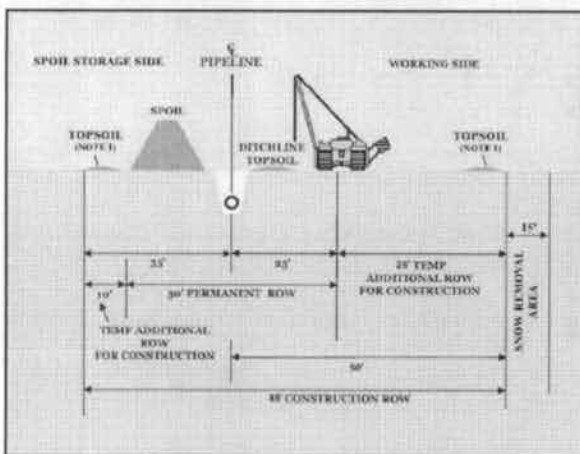 SPOIL STORAGE SIDE
℄
PIPELINE
WORKING SIDE
SPOIL
TOPSOIL
(NOTE 1)
DITCHLINE
TOPSOIL
TOPSOIL
(NOTE 1)
15'
35'
25'
25' TEMP
ADDITIONAL ROW
FOR CONSTRUCTION
10'
50' PERMANENT ROW
TEMP ADDITIONAL
ROW
FOR CONSTRUCTION
SNOW REMOVAL
AREA
50'
85' CONSTRUCTION ROW